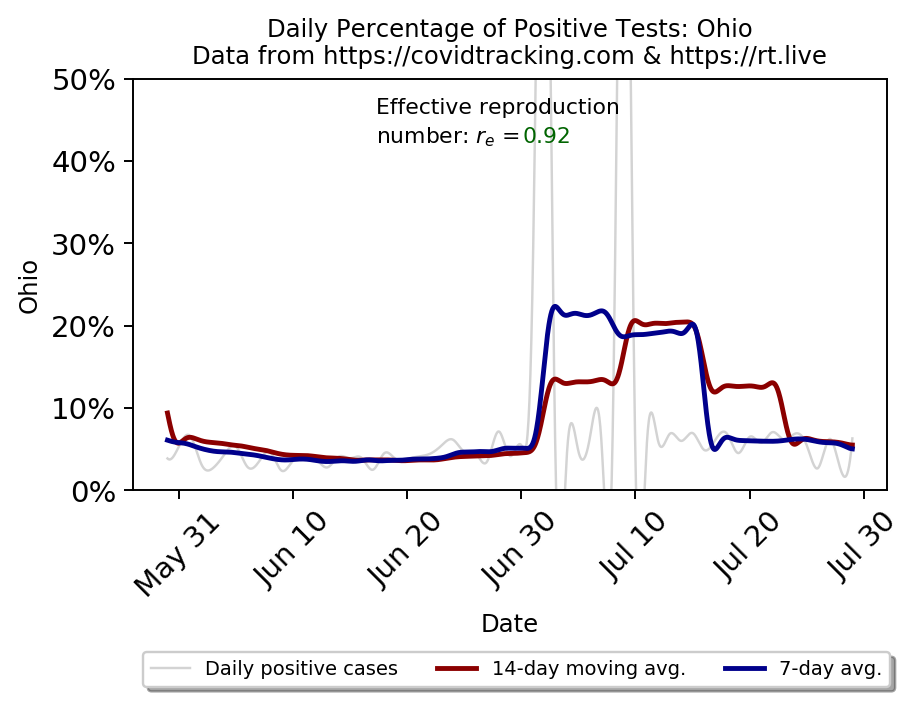 Daily Percentage of Positive Tests: Ohio
Data from https://covidtracking.com & https://rt.live
50%
40%
30%
20%
10%
0%
Ohio
Effective reproduction
number: r_e =0.92
May 31
Jun 10
Jun 20
Jun 30
Jul 10
Jul 20
Jul 30
Date
Daily positive cases
14-day moving avg.
7-day avg.